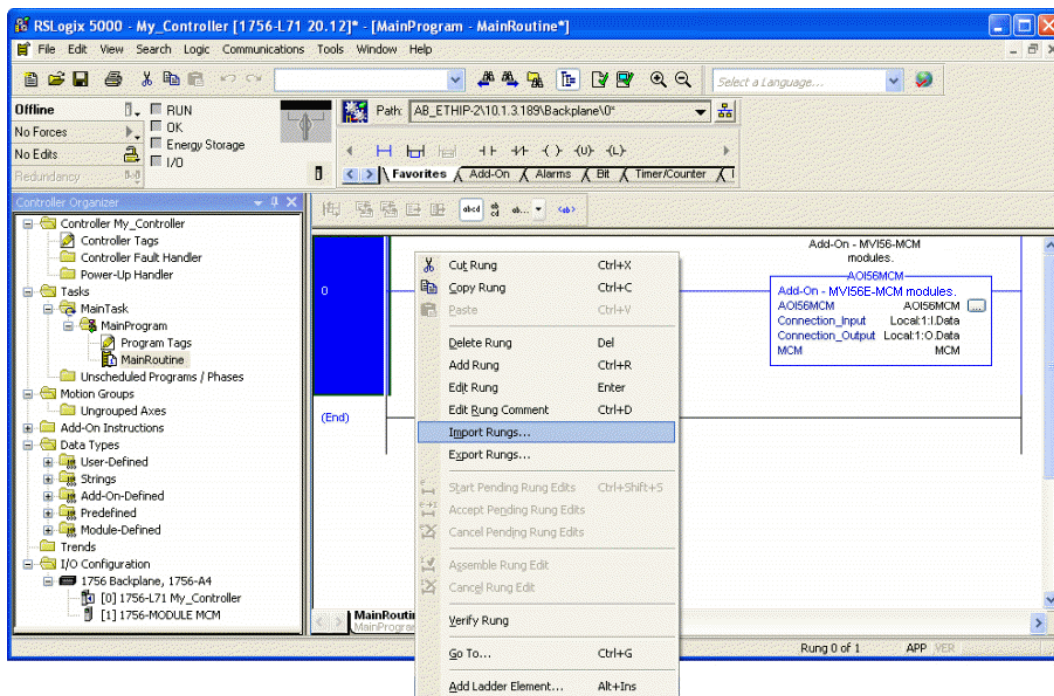 RSLogix 5000 - My_Controller [1756-L71 20.12]* - [MainProgram - MainRoutine*]
File Edit View Search Logic Communications Tools Window Help
Select a Language...
Offline
RUN
No Forces
OK
No Edits
Energy Storage
Redundancy
I/O
Path: AB_ETHIP-2\10.1.3.189\Backplane\0*
Favorites Add-On Alarms Bit Timer/Counter
Controller Organizer
Controller My_Controller
Controller Tags
Controller Fault Handler
Power-Up Handler
Tasks
MainTask
MainProgram
Program Tags
MainRoutine
Unscheduled Programs / Phases
Motion Groups
Ungrouped Axes
Add-On Instructions
Data Types
User-Defined
Strings
Add-On-Defined
Predefined
Module-Defined
Trends
I/O Configuration
1756 Backplane, 1756-A4
[0] 1756-L71 My_Controller
[1] 1756-MODULE MCM
0
(End)
Cut Rung Ctrl+X
Copy Rung Ctrl+C
Paste Ctrl+V
Delete Rung Del
Add Rung Ctrl+R
Edit Rung Enter
Edit Rung Comment Ctrl+D
Import Rungs...
Export Rungs...
Start Pending Rung Edits Ctrl+Shift+S
Accept Pending Rung Edits
Cancel Pending Rung Edits
Assemble Rung Edit
Cancel Rung Edit
Verify Rung
Go To... Ctrl+G
Add Ladder Element... Alt+Ins
Add-On - MVI56-MCM
modules.
AOI56MCM
Add-On - MVI56E-MCM modules.
AOI56MCM AOI56MCM ...
Connection_Input Local:1:I.Data
Connection_Output Local:1:O.Data
MCM MCM
MainRouti
MainProgra
Rung 0 of 1 APP VER